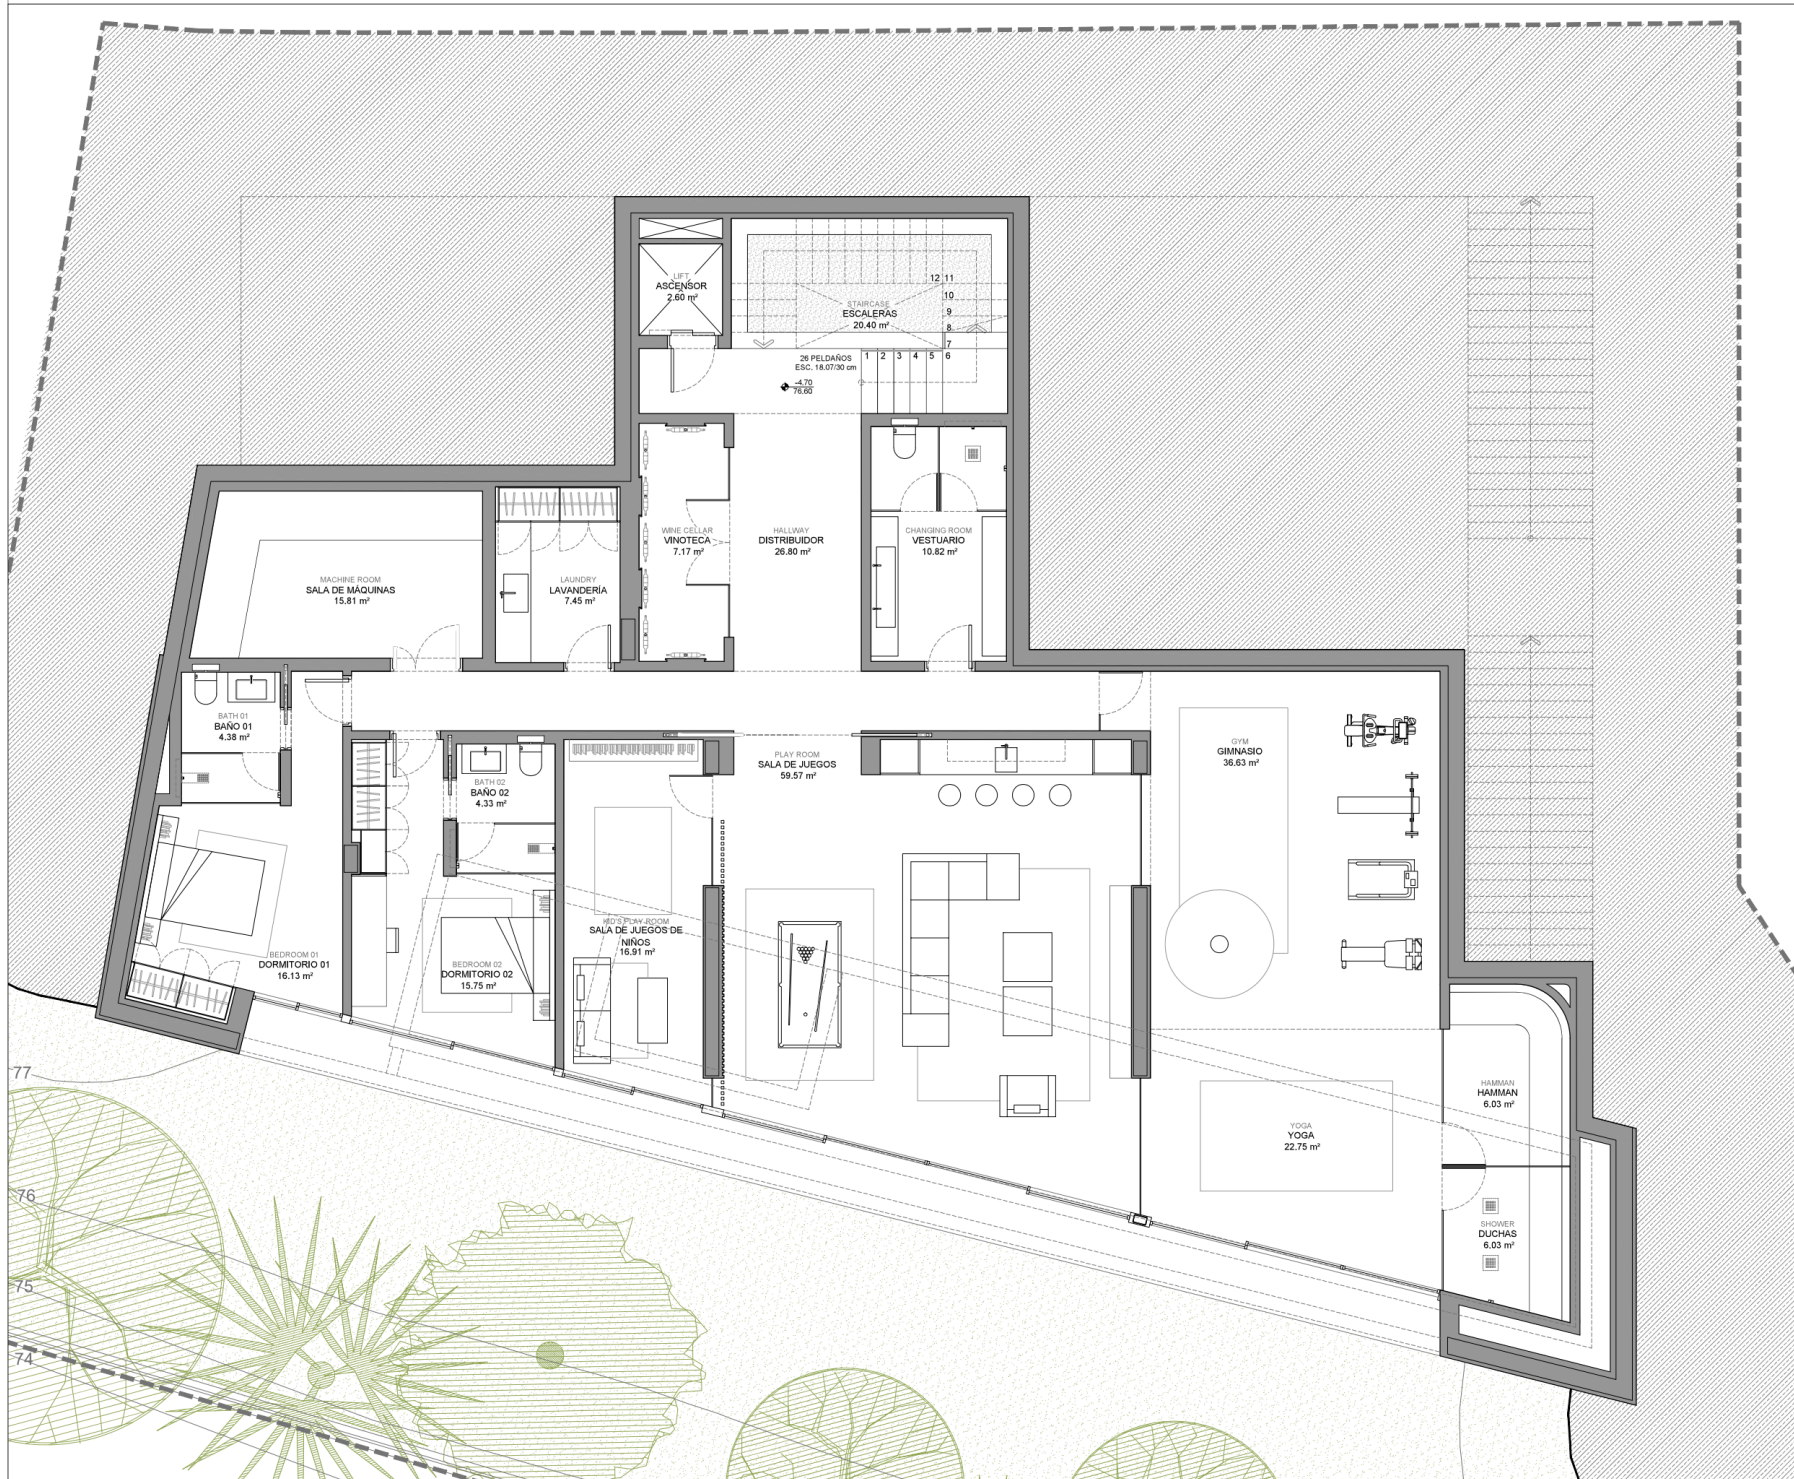 LIFT
ASCENSOR
2.60 m²
12 11
10
9
8
7
1 2 3 4 5 6
STAIRCASE
ESCALERAS
20.40 m²
26 PELDAÑOS
ESC. 18.07/30 cm
-4.70
76.60
WINE CELLAR
VINOTECA
7.17 m²
HALLWAY
DISTRIBUIDOR
26.80 m²
CHANGING ROOM
VESTUARIO
10.82 m²
MACHINE ROOM
SALA DE MÁQUINAS
15.81 m²
LAUNDRY
LAVANDERÍA
7.45 m²
BATH 01
BAÑO 01
4.38 m²
BATH 02
BAÑO 02
4.33 m²
PLAY ROOM
SALA DE JUEGOS
59.57 m²
GYM
GIMNASIO
36.63 m²
KID'S PLAY ROOM
SALA DE JUEGOS DE
NIÑOS
16.91 m²
BEDROOM 01
DORMITORIO 01
16.13 m²
BEDROOM 02
DORMITORIO 02
15.75 m²
HAMMAN
HAMMAN
6.03 m²
YOGA
YOGA
22.75 m²
SHOWER
DUCHAS
6.03 m²
77
76
75
74